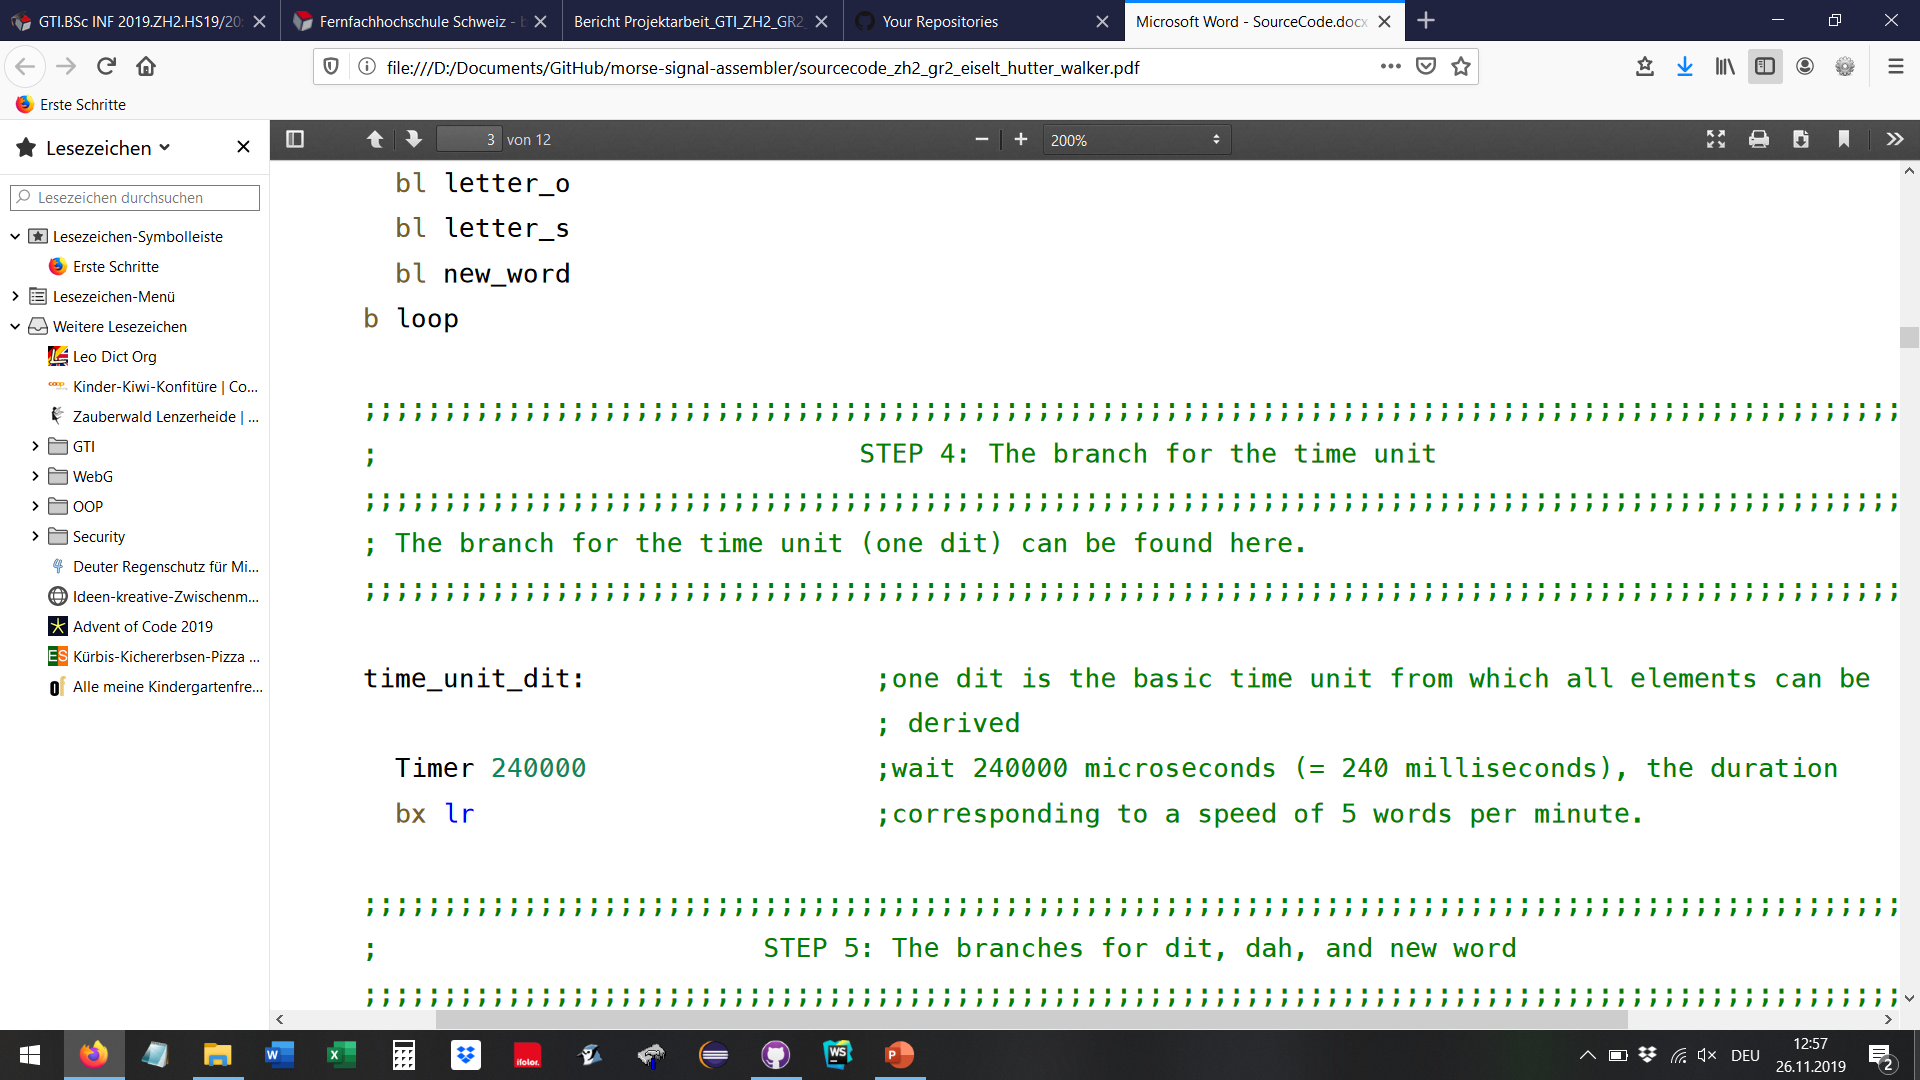 GTI.BSc INF 2019.ZH2.HS19/20:
Fernfachhochschule Schweiz - b
Bericht Projektarbeit_GTI_ZH2_GR2_
Your Repositories
Microsoft Word - SourceCode.docx
file:///D:/Documents/GitHub/morse-signal-assembler/sourcecode_zh2_gr2_eiselt_hutter_walker.pdf
Erste Schritte
Lesezeichen
3 von 12
200%
Lesezeichen durchsuchen
Lesezeichen-Symbolleiste
Erste Schritte
Lesezeichen-Menü
Weitere Lesezeichen
Leo Dict Org
Kinder-Kiwi-Konfitüre | Co...
Zauberwald Lenzerheide | ...
GTI
WebG
OOP
Security
Deuter Regenschutz für Mi...
Ideen-kreative-Zwischenm...
Advent of Code 2019
Kürbis-Kichererbsen-Pizza ...
Alle meine Kindergartenfre...
bl letter_o
bl letter_s
bl new_word
b loop
;;;;;;;;;;;;;;;;;;;;;;;;;;;;;;;;;;;;;;;;;;;;;;;;;;;;;;;;;;;;;;;;;;;;;;;;;;;;;;;;;;;;;;;;;;;;;;;;
; STEP 4: The branch for the time unit
;;;;;;;;;;;;;;;;;;;;;;;;;;;;;;;;;;;;;;;;;;;;;;;;;;;;;;;;;;;;;;;;;;;;;;;;;;;;;;;;;;;;;;;;;;;;;;;;
; The branch for the time unit (one dit) can be found here.
;;;;;;;;;;;;;;;;;;;;;;;;;;;;;;;;;;;;;;;;;;;;;;;;;;;;;;;;;;;;;;;;;;;;;;;;;;;;;;;;;;;;;;;;;;;;;;;;
time_unit_dit: ;one dit is the basic time unit from which all elements can be
; derived
Timer 240000 ;wait 240000 microseconds (= 240 milliseconds), the duration
bx lr ;corresponding to a speed of 5 words per minute.
;;;;;;;;;;;;;;;;;;;;;;;;;;;;;;;;;;;;;;;;;;;;;;;;;;;;;;;;;;;;;;;;;;;;;;;;;;;;;;;;;;;;;;;;;;;;;;;;
; STEP 5: The branches for dit, dah, and new word
;;;;;;;;;;;;;;;;;;;;;;;;;;;;;;;;;;;;;;;;;;;;;;;;;;;;;;;;;;;;;;;;;;;;;;;;;;;;;;;;;;;;;;;;;;;;;;;;
ifolor.
WS
DEU
12:57
26.11.2019
2